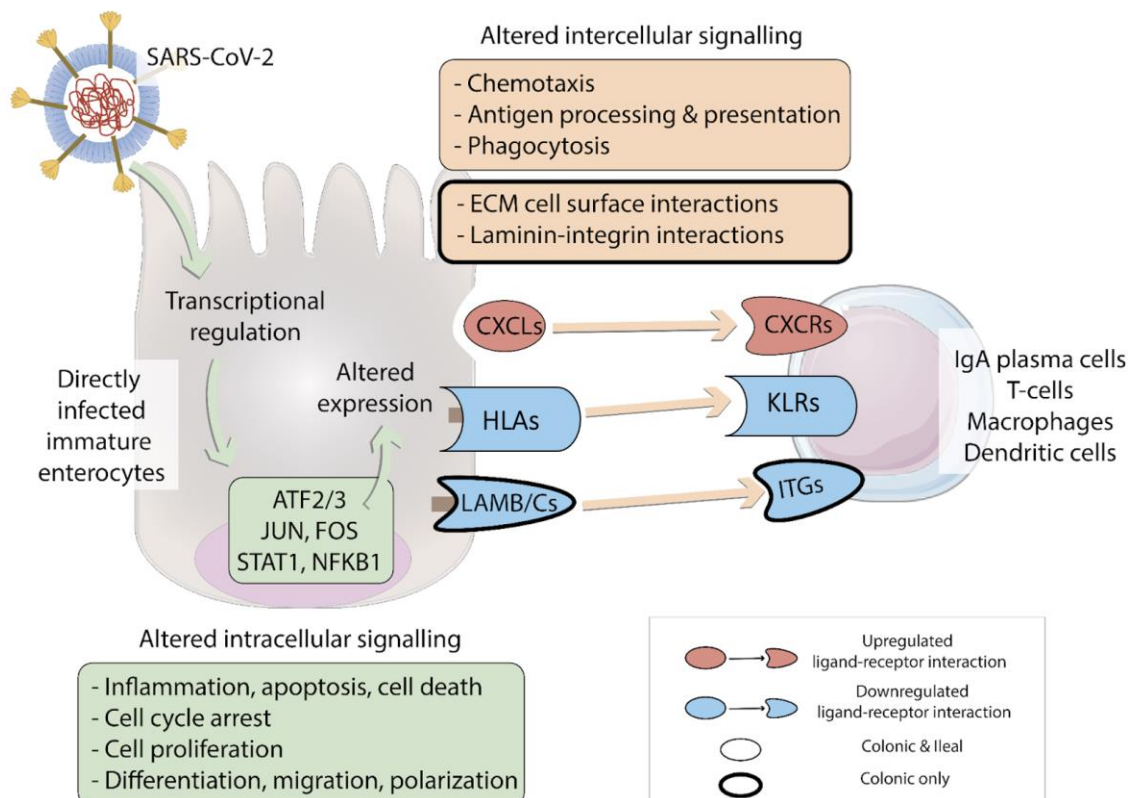 SARS-CoV-2
Altered intercellular signalling
- Chemotaxis
- Antigen processing & presentation
- Phagocytosis
- ECM cell surface interactions
- Laminin-integrin interactions
Transcriptional
regulation
Directly
infected
immature
enterocytes
Altered
expression
ATF2/3
JUN, FOS
STAT1, NFKB1
CXCLs
CXCRs
HLAs
KLRs
LAMB/Cs
ITGs
IgA plasma cells
T-cells
Macrophages
Dendritic cells
Altered intracellular signalling
- Inflammation, apoptosis, cell death
- Cell cycle arrest
- Cell proliferation
- Differentiation, migration, polarization
Upregulated
ligand-receptor interaction
Downregulated
ligand-receptor interaction
Colonic & Ileal
Colonic only